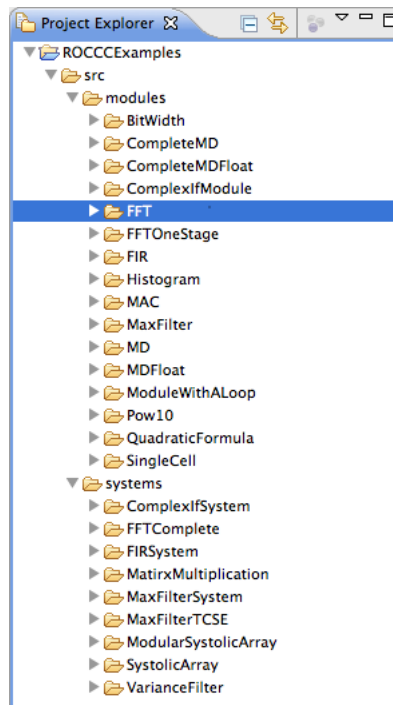 Project Explorer
ROCCCExamples
src
modules
BitWidth
CompleteMD
CompleteMDFloat
ComplexIfModule
FFT
FFTOneStage
FIR
Histogram
MAC
MaxFilter
MD
MDFloat
ModuleWithALoop
Pow10
QuadraticFormula
SingleCell
systems
ComplexIfSystem
FFTComplete
FIRSystem
MatirxMultiplication
MaxFilterSystem
MaxFilterTCSE
ModularSystolicArray
SystolicArray
VarianceFilter